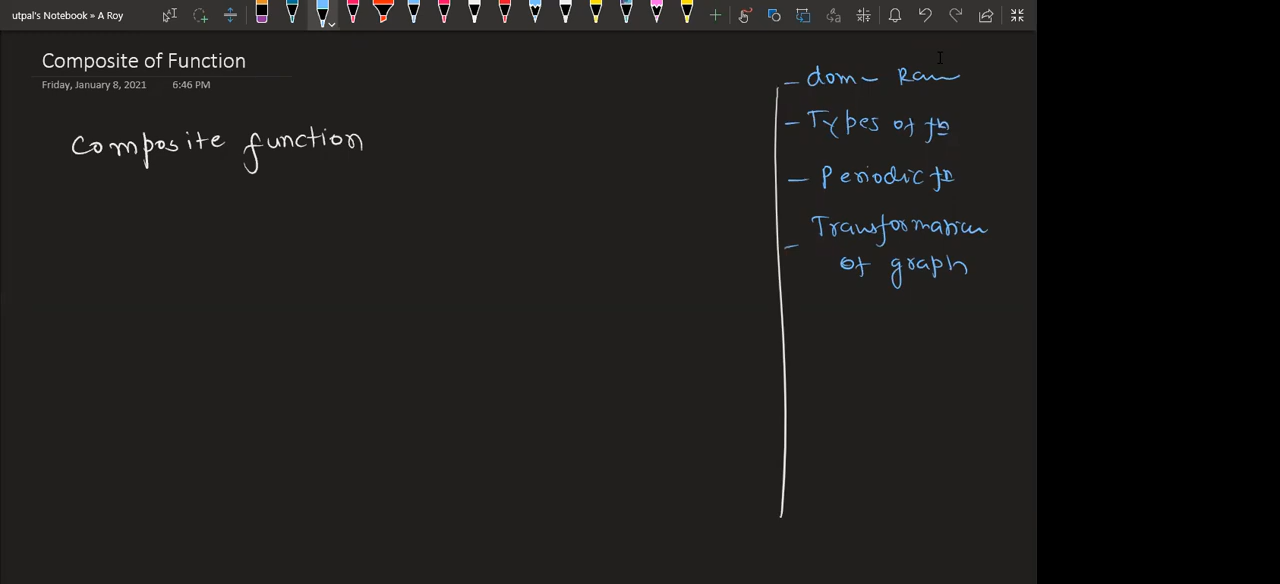 utpal's Notebook » A Roy
Composite of Function
Friday, January 8, 2021 6:46 PM
composite function
- dom - Ran
- Types of fn
- Periodic fn
- Transformation
of graph